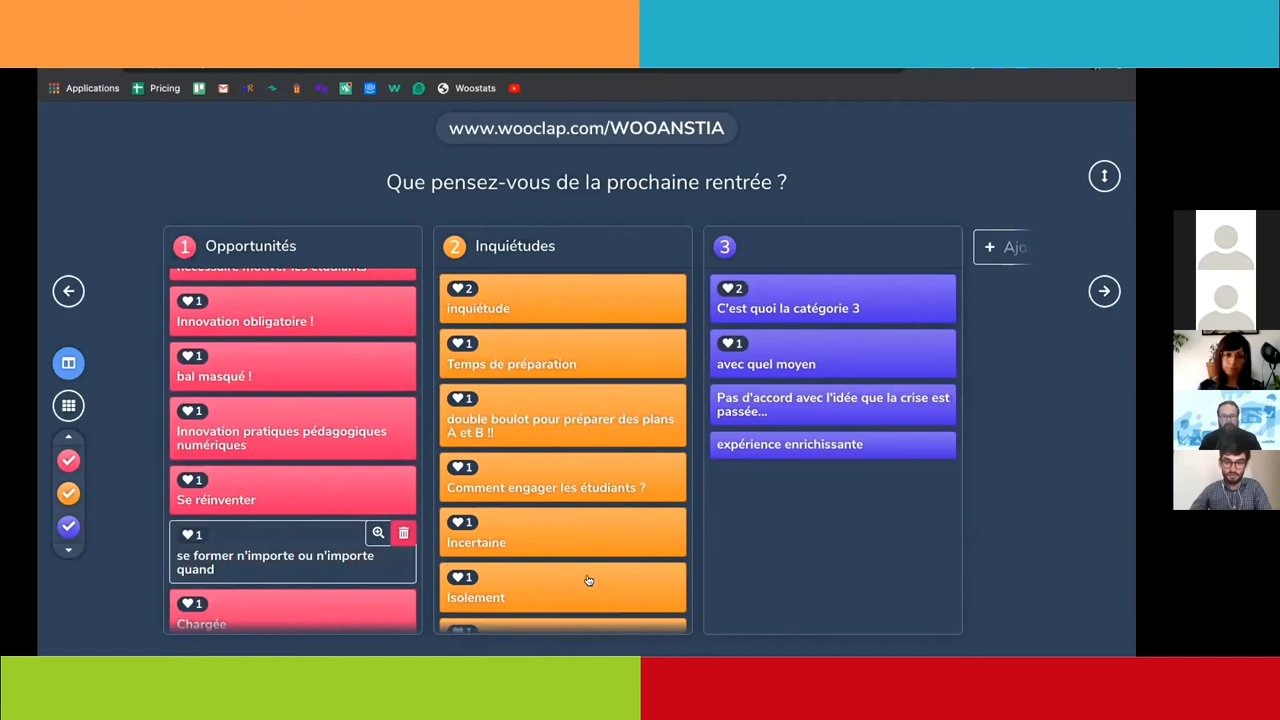 Applications
Pricing
Woostats
www.wooclap.com/WOOANSTIA
Que pensez-vous de la prochaine rentrée ?
1 Opportunités
nécessaire motiver les étudiants
1
Innovation obligatoire !
1
bal masqué !
1
Innovation pratiques pédagogiques
numériques
1
Se réinventer
1
se former n'importe ou n'importe
quand
1
Chargée
2 Inquiétudes
2
inquiétude
1
Temps de préparation
1
double boulot pour préparer des plans
A et B !!
1
Comment engager les étudiants ?
1
Incertaine
1
Isolement
3
2
C'est quoi la catégorie 3
1
avec quel moyen
Pas d'accord avec l'idée que la crise est
passée...
expérience enrichissante
+ Ajo